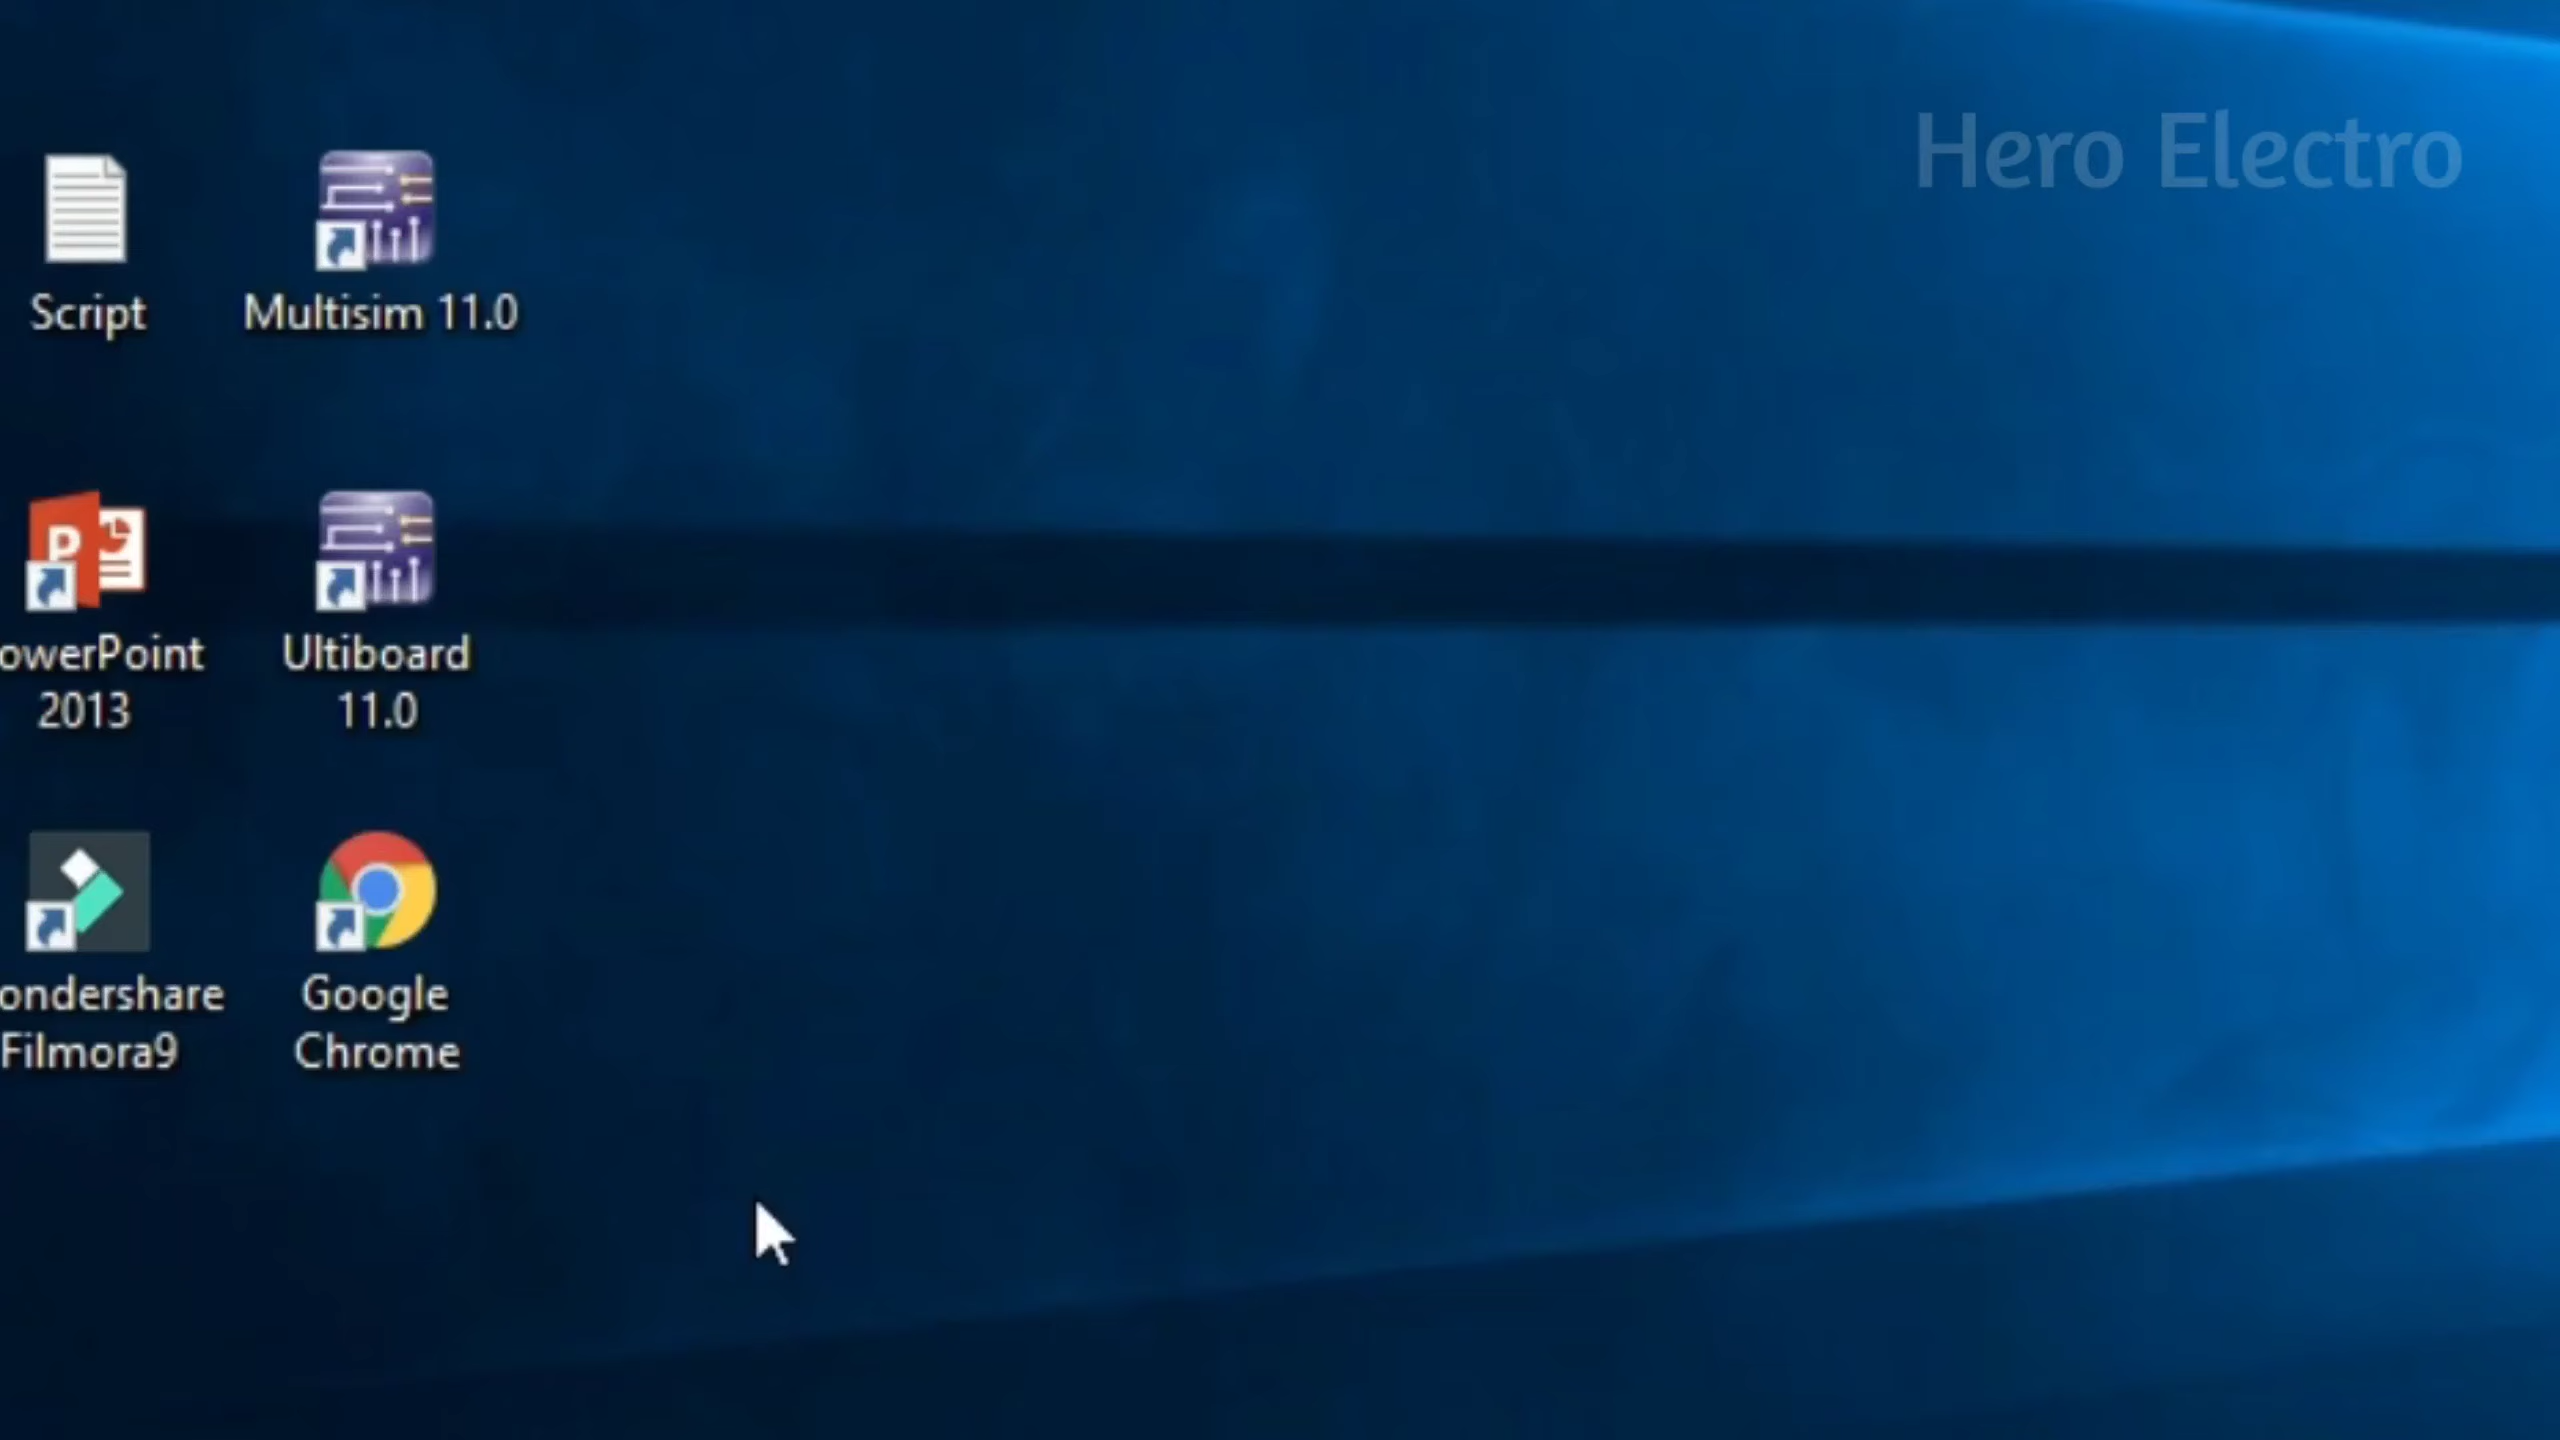 Hero Electro
Script
Multisim 11.0
owerPoint
2013
Ultiboard
11.0
ondershare
Filmora9
Google
Chrome